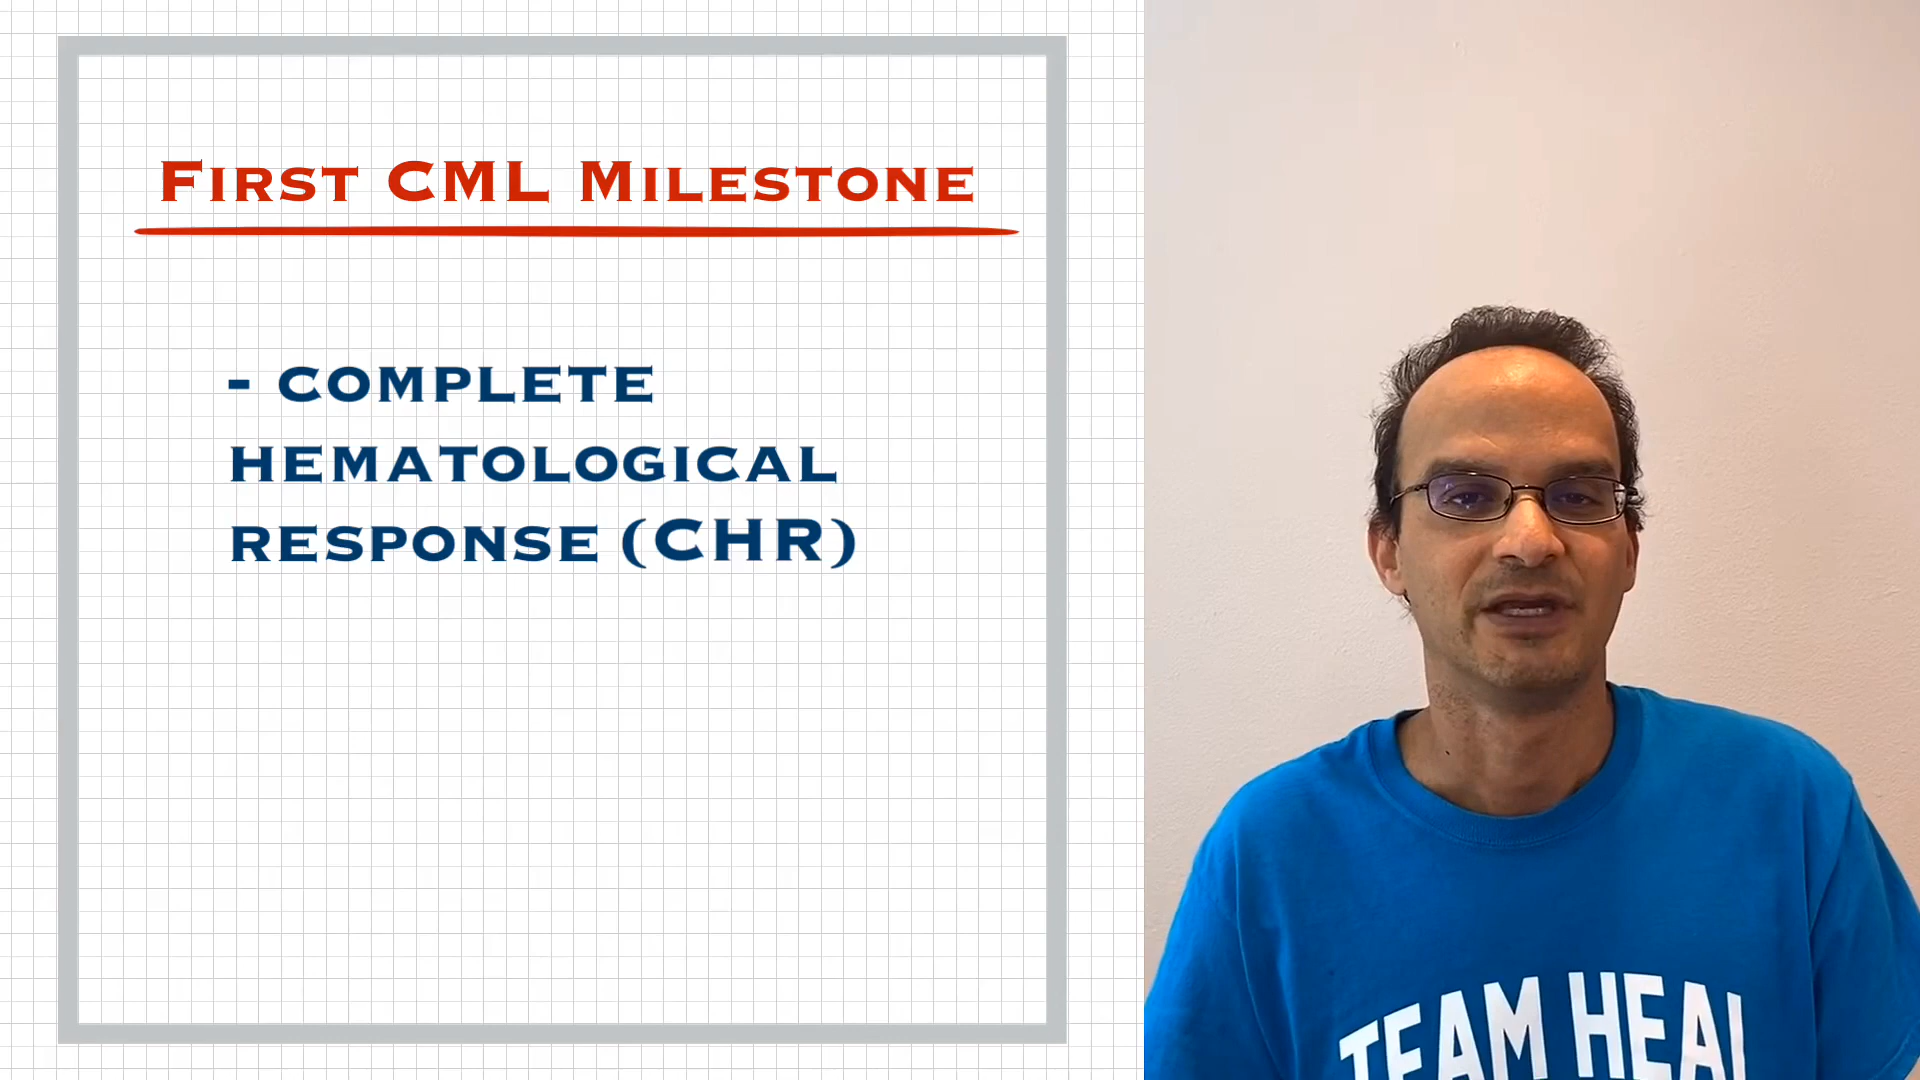 First CML Milestone
- complete
hematological
response (CHR)
TEAM HEAL